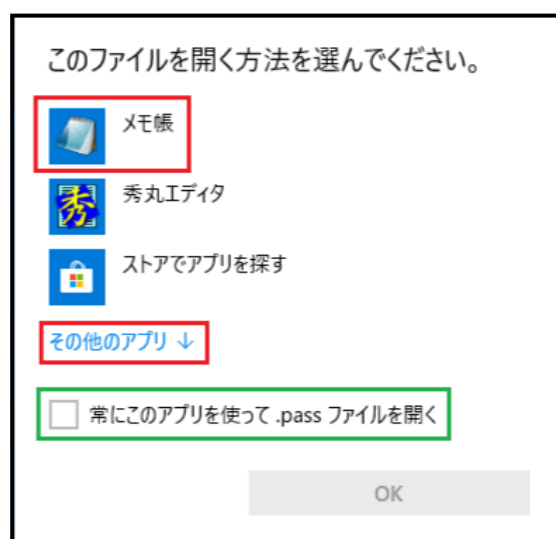 このファイルを開く方法を選んでください。
メモ帳
秀
秀丸エディタ
ストアでアプリを探す
その他のアプリ ↓
常にこのアプリを使って .pass ファイルを開く
OK